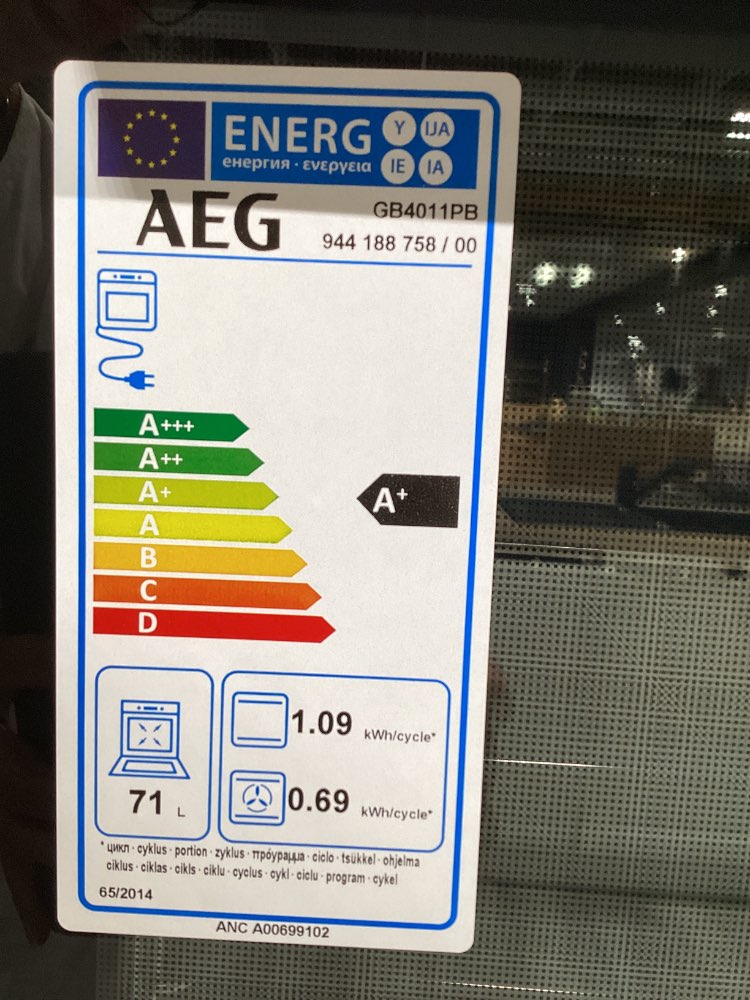 ENERG Y IJA
енергия · ενεργεια IE IA
AEG
GB4011PB
944 188 758 / 00
A+++
A++
A+
A
B
C
D
A+
71 L
1.09 kWh/cycle*
0.69 kWh/cycle*
* цикл · cyklus · portion · zyklus · πρόγραμμα · ciclo · tsükkel · ohjelma
ciklus · ciklas · cikls · ciklu · cyclus · cykl · ciclu · program · cykel
65/2014
ANC A00699102